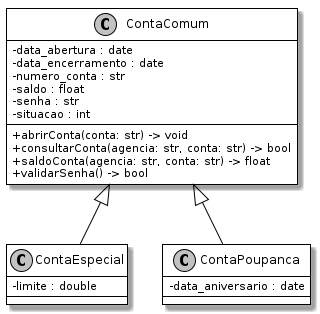 C ContaComum
-data_abertura : date
-data_encerramento : date
-numero_conta : str
-saldo : float
-senha : str
-situacao : int
+abrirConta(conta: str) -> void
+consultarConta(agencia: str, conta: str) -> bool
+saldoConta(agencia: str, conta: str) -> float
+validarSenha() -> bool
C ContaEspecial
-limite : double
C ContaPoupanca
-data_aniversario : date